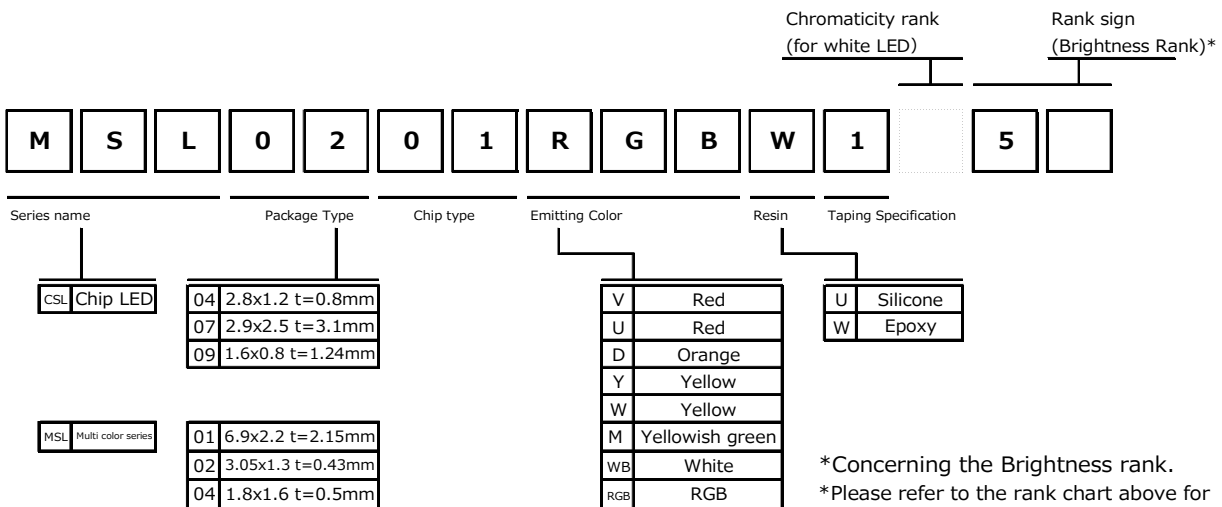 Chromaticity rank Rank sign
(for white LED) (Brightness Rank)*
M S L 0 2 0 1 R G B W 1 5
Series name Package Type Chip type Emitting Color Resin Taping Specification
CSL Chip LED 04 2.8x1.2 t=0.8mm V Red U Silicone
07 2.9x2.5 t=3.1mm U Red W Epoxy
09 1.6x0.8 t=1.24mm D Orange
Y Yellow
W Yellow
MSL Multi color series 01 6.9x2.2 t=2.15mm M Yellowish green
02 3.05x1.3 t=0.43mm WB White *Concerning the Brightness rank.
04 1.8x1.6 t=0.5mm RGB RGB *Please refer to the rank chart above for